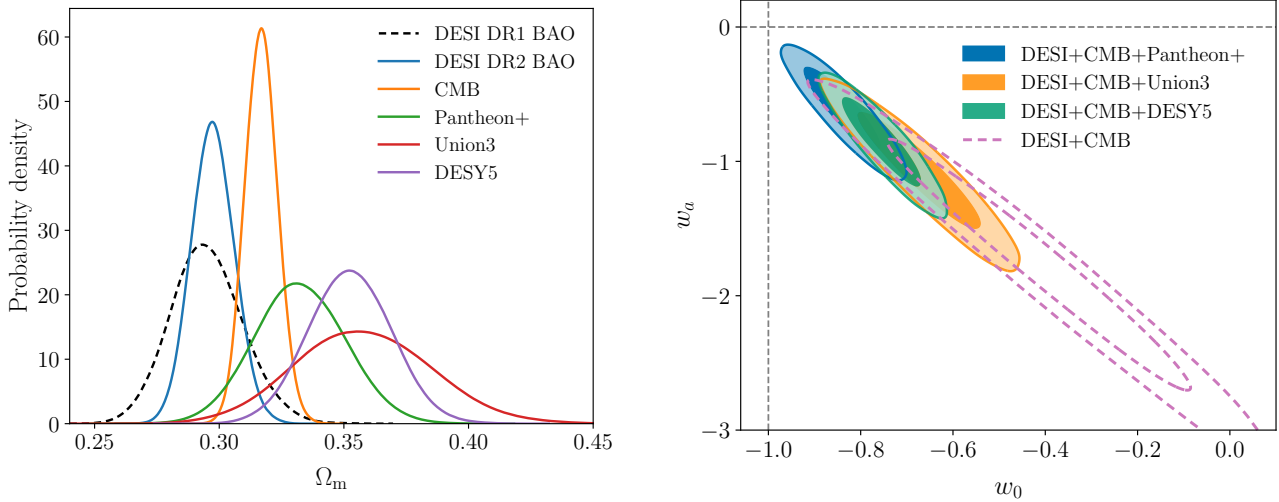 60
50
40
30
20
10
0
Probability density
0.25 0.30 0.35 0.40 0.45
Ωm
DESI DR1 BAO
DESI DR2 BAO
CMB
Pantheon+
Union3
DESY5
0
−1
−2
−3
wa
−1.0 −0.8 −0.6 −0.4 −0.2 0.0
w0
DESI+CMB+Pantheon+
DESI+CMB+Union3
DESI+CMB+DESY5
DESI+CMB